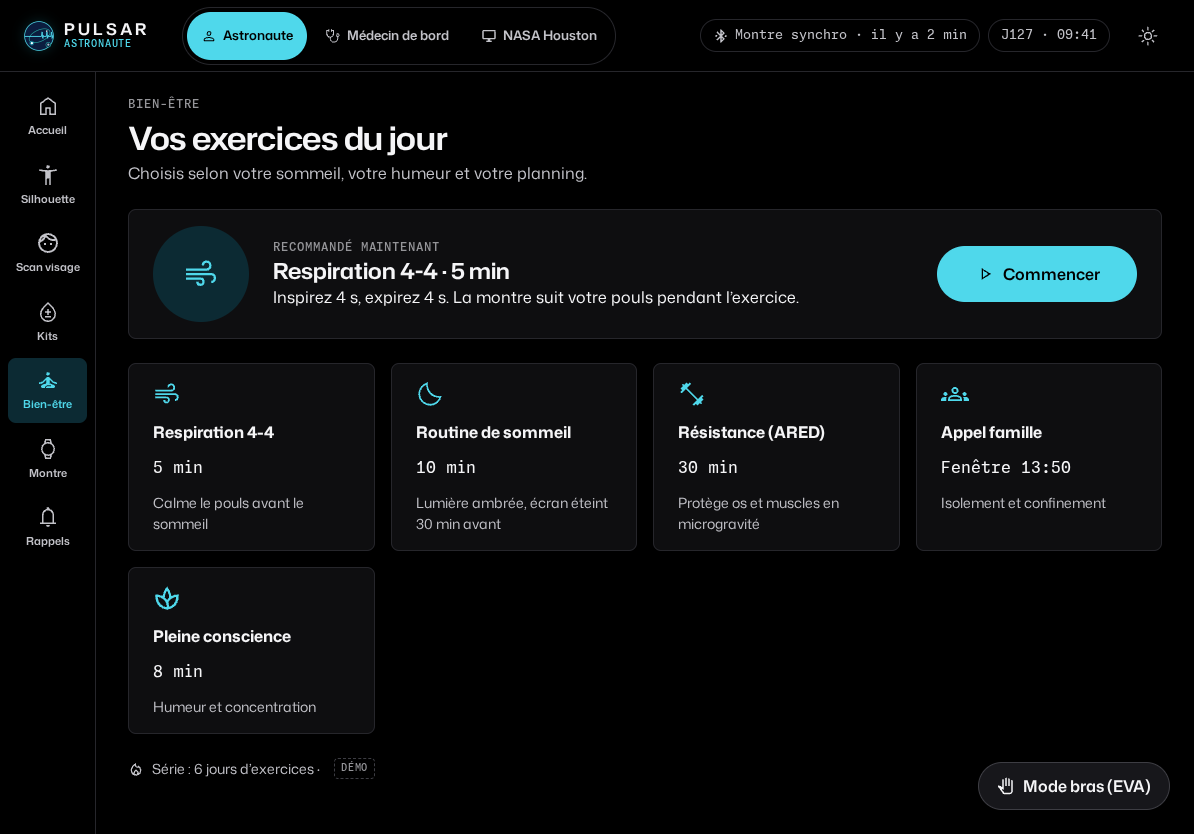 PULSAR
ASTRONAUTE
Astronaute
Médecin de bord
NASA Houston
Montre synchro · il y a 2 min
J127 · 09:41
Accueil
Silhouette
Scan visage
Kits
Bien-être
Montre
Rappels
BIEN-ÊTRE
Vos exercices du jour
Choisis selon votre sommeil, votre humeur et votre planning.
RECOMMANDÉ MAINTENANT
Respiration 4-4 · 5 min
Inspirez 4 s, expirez 4 s. La montre suit votre pouls pendant l’exercice.
Commencer
Respiration 4-4
5 min
Calme le pouls avant le
sommeil
Routine de sommeil
10 min
Lumière ambrée, écran éteint
30 min avant
Résistance (ARED)
30 min
Protège os et muscles en
microgravité
Appel famille
Fenêtre 13:50
Isolement et confinement
Pleine conscience
8 min
Humeur et concentration
Série : 6 jours d’exercices ·
DÉMO
Mode bras (EVA)